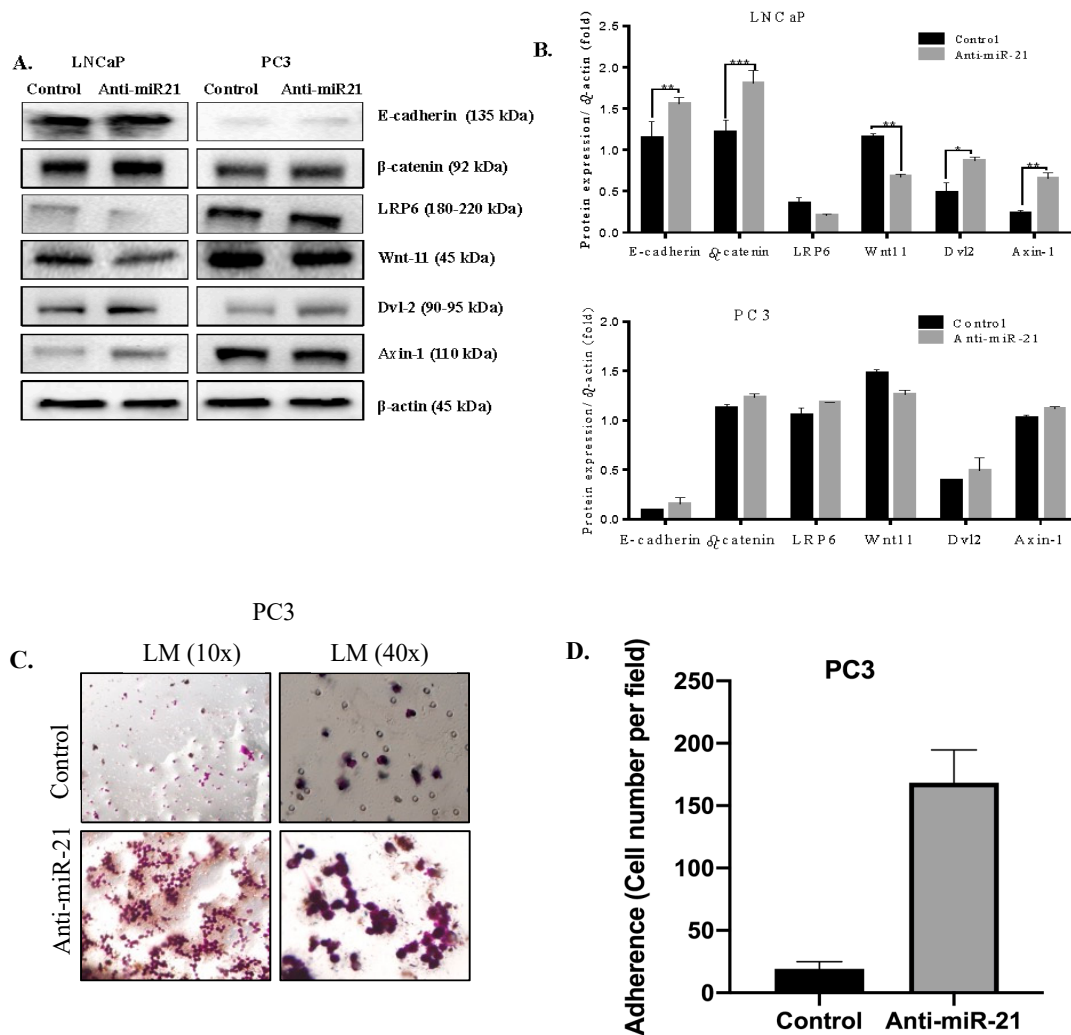 A.
LNCaP PC3
Control Anti-miR21 Control Anti-miR21
E-cadherin (135 kDa)
β-catenin (92 kDa)
LRP6 (180-220 kDa)
Wnt-11 (45 kDa)
Dvl-2 (90-95 kDa)
Axin-1 (110 kDa)
β-actin (45 kDa)
B.
LNCaP
Protein expression/ -actin (fold)
2.5
2.0
1.5
1.0
0.5
0.0
Control
Anti-miR-21
** *** ** * **
E-cadherin -catenin LRP6 Wnt11 Dvl2 Axin-1
PC3
Protein expression/ -actin (fold)
2.0
1.5
1.0
0.5
0.0
Control
Anti-miR-21
E-cadherin -catenin LRP6 Wnt11 Dvl2 Axin-1
PC3
C.
LM (10x) LM (40x)
Control
Anti-miR-21
D.
PC3
Adherence (Cell number per field)
250
200
150
100
50
0
Control Anti-miR-21